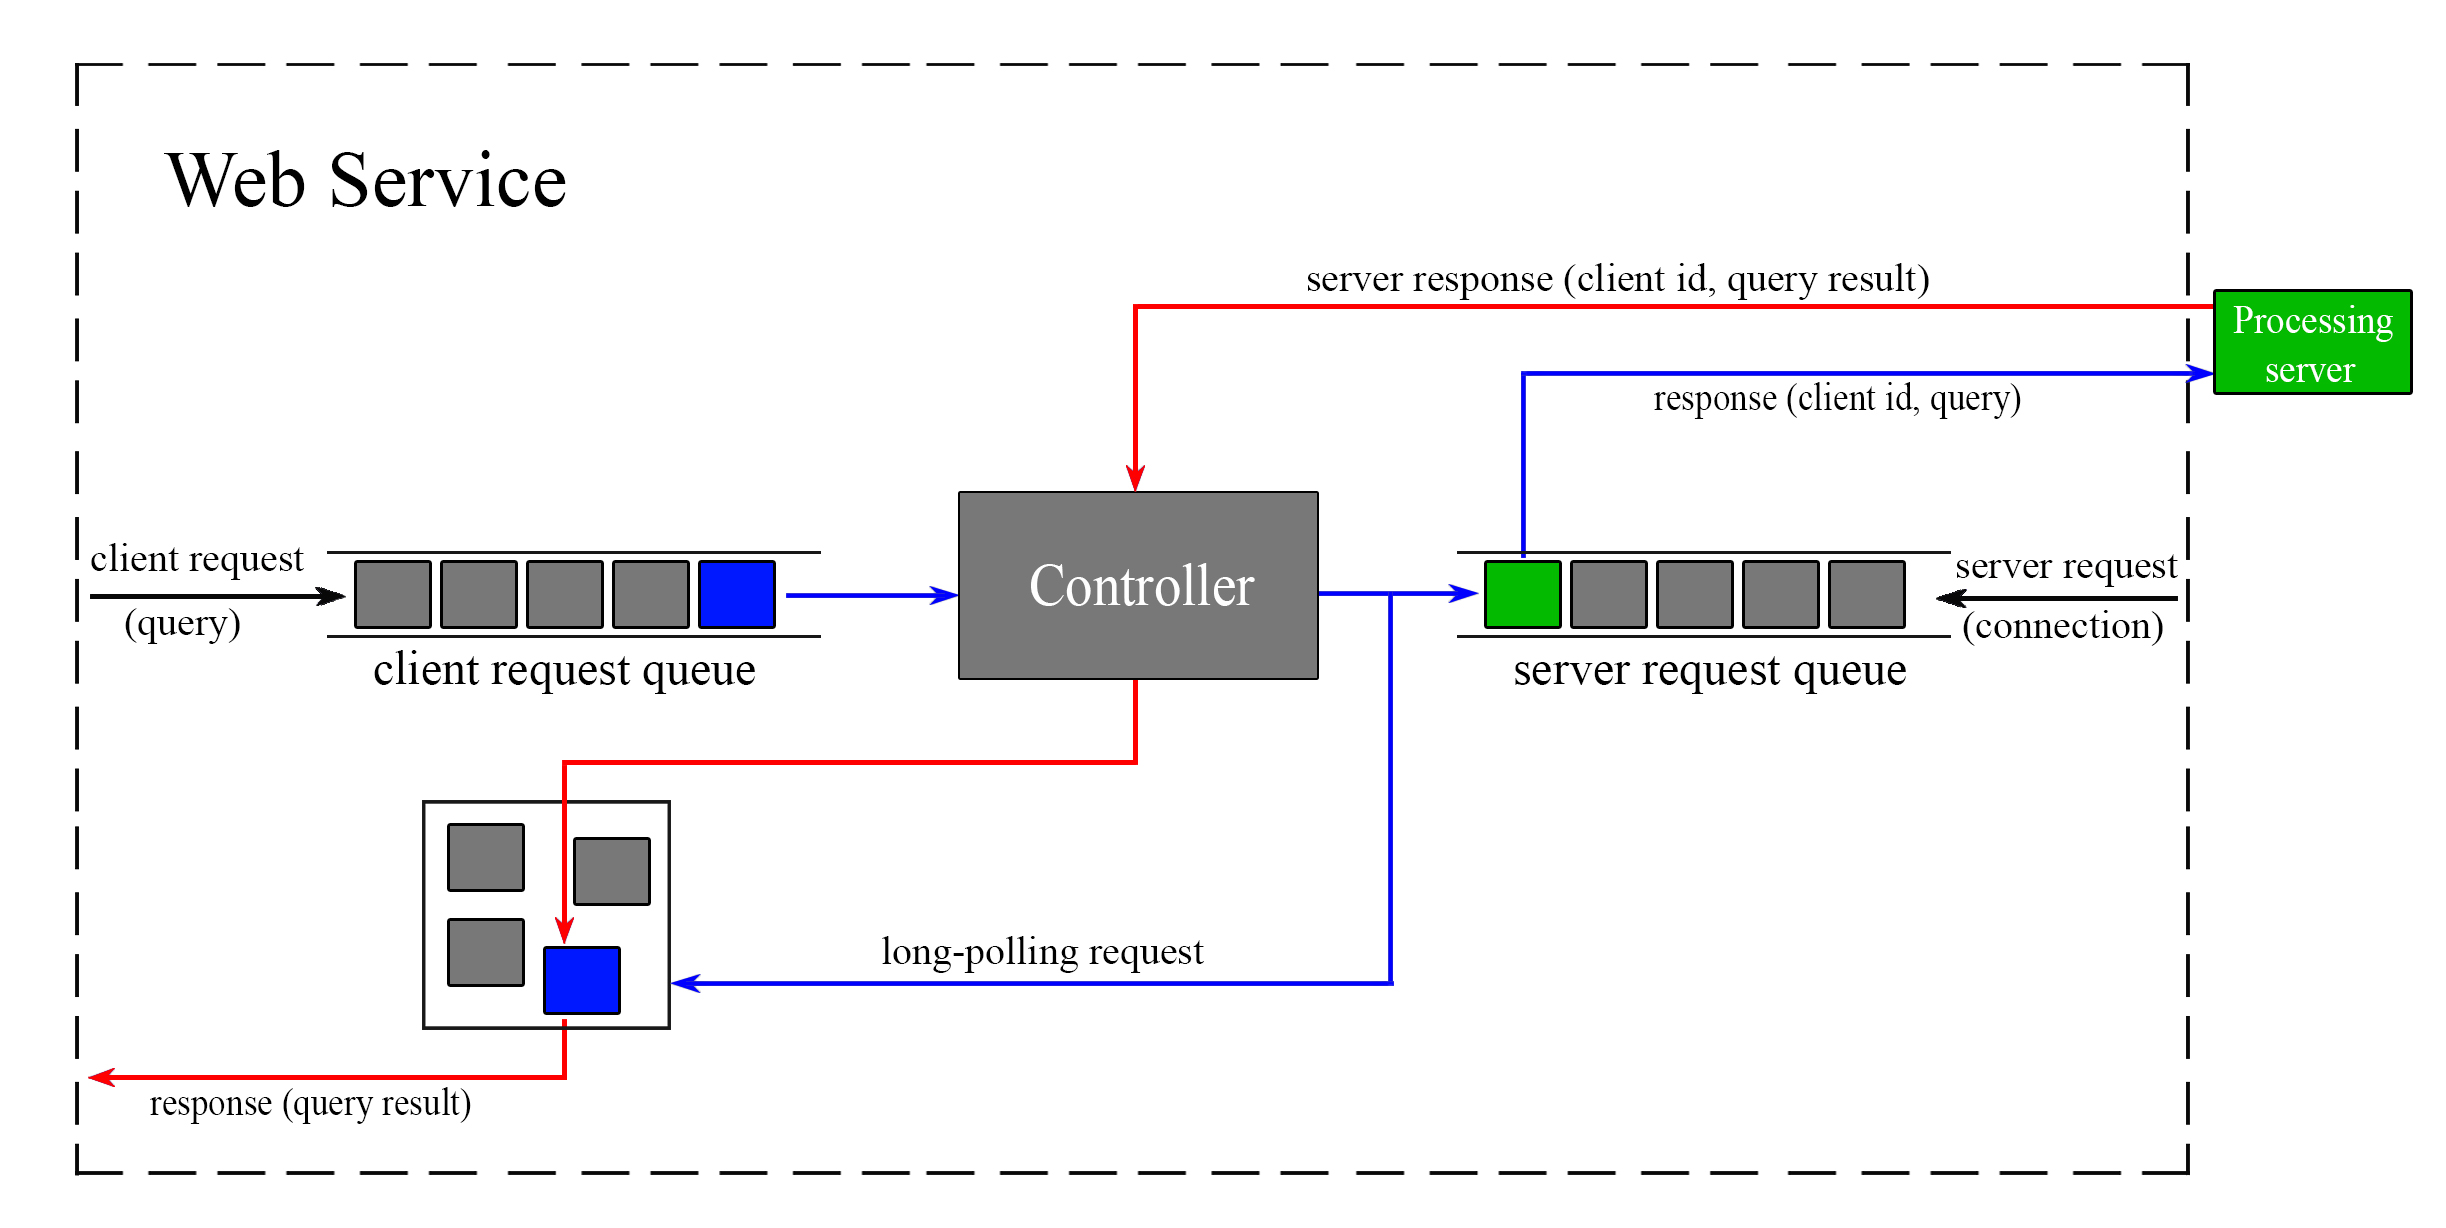 Web Service
server response (client id, query result)
Processing
server
response (client id, query)
client request
(query)
client request queue
Controller
server request
(connection)
server request queue
long-polling request
response (query result)